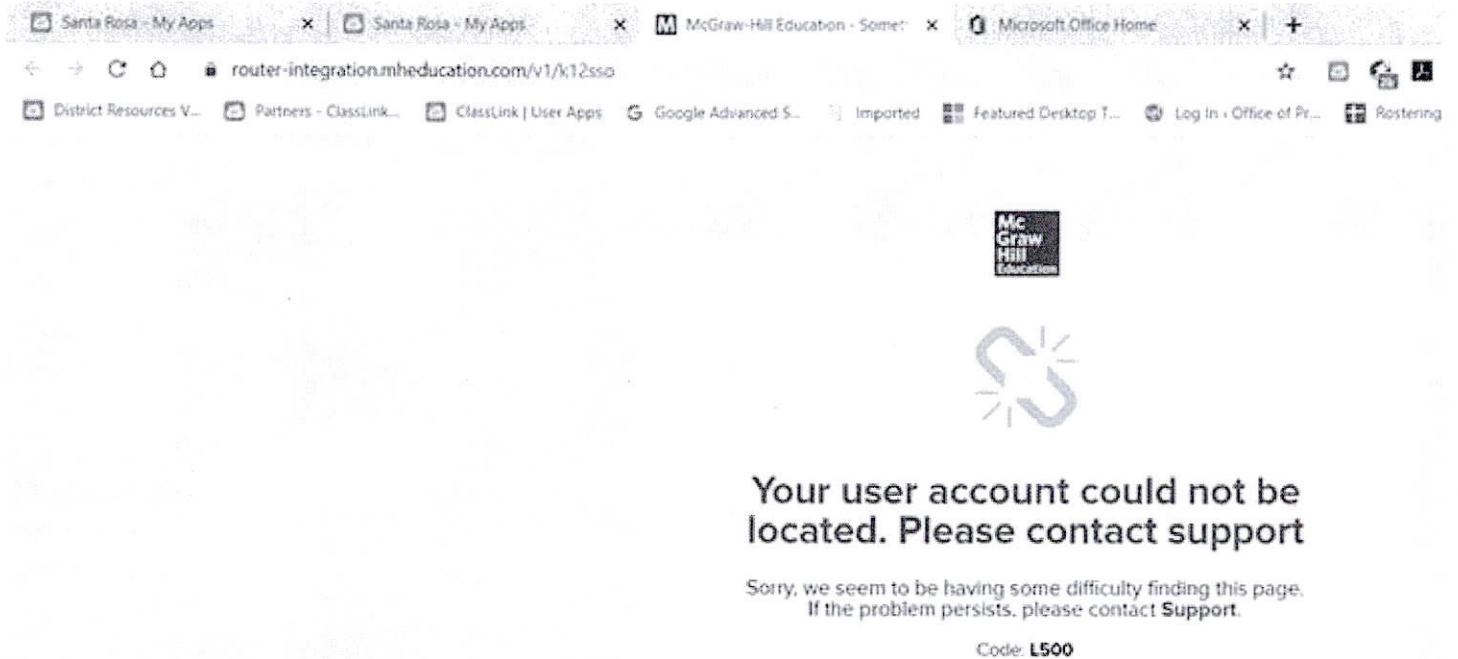 Santa Rosa - My Apps
Santa Rosa - My Apps
McGraw-Hill Education - Somet
Microsoft Office Home
router-integration.mheducation.com/v1/k12sso
District Resources V...
Partners - ClassLink...
ClassLink | User Apps
Google Advanced S...
Imported
Featured Desktop T...
Log In ‹ Office of Pr...
Rostering
Mc
Graw
Hill
Education
Your user account could not be
located. Please contact support
Sorry, we seem to be having some difficulty finding this page.
If the problem persists, please contact Support.
Code: L500